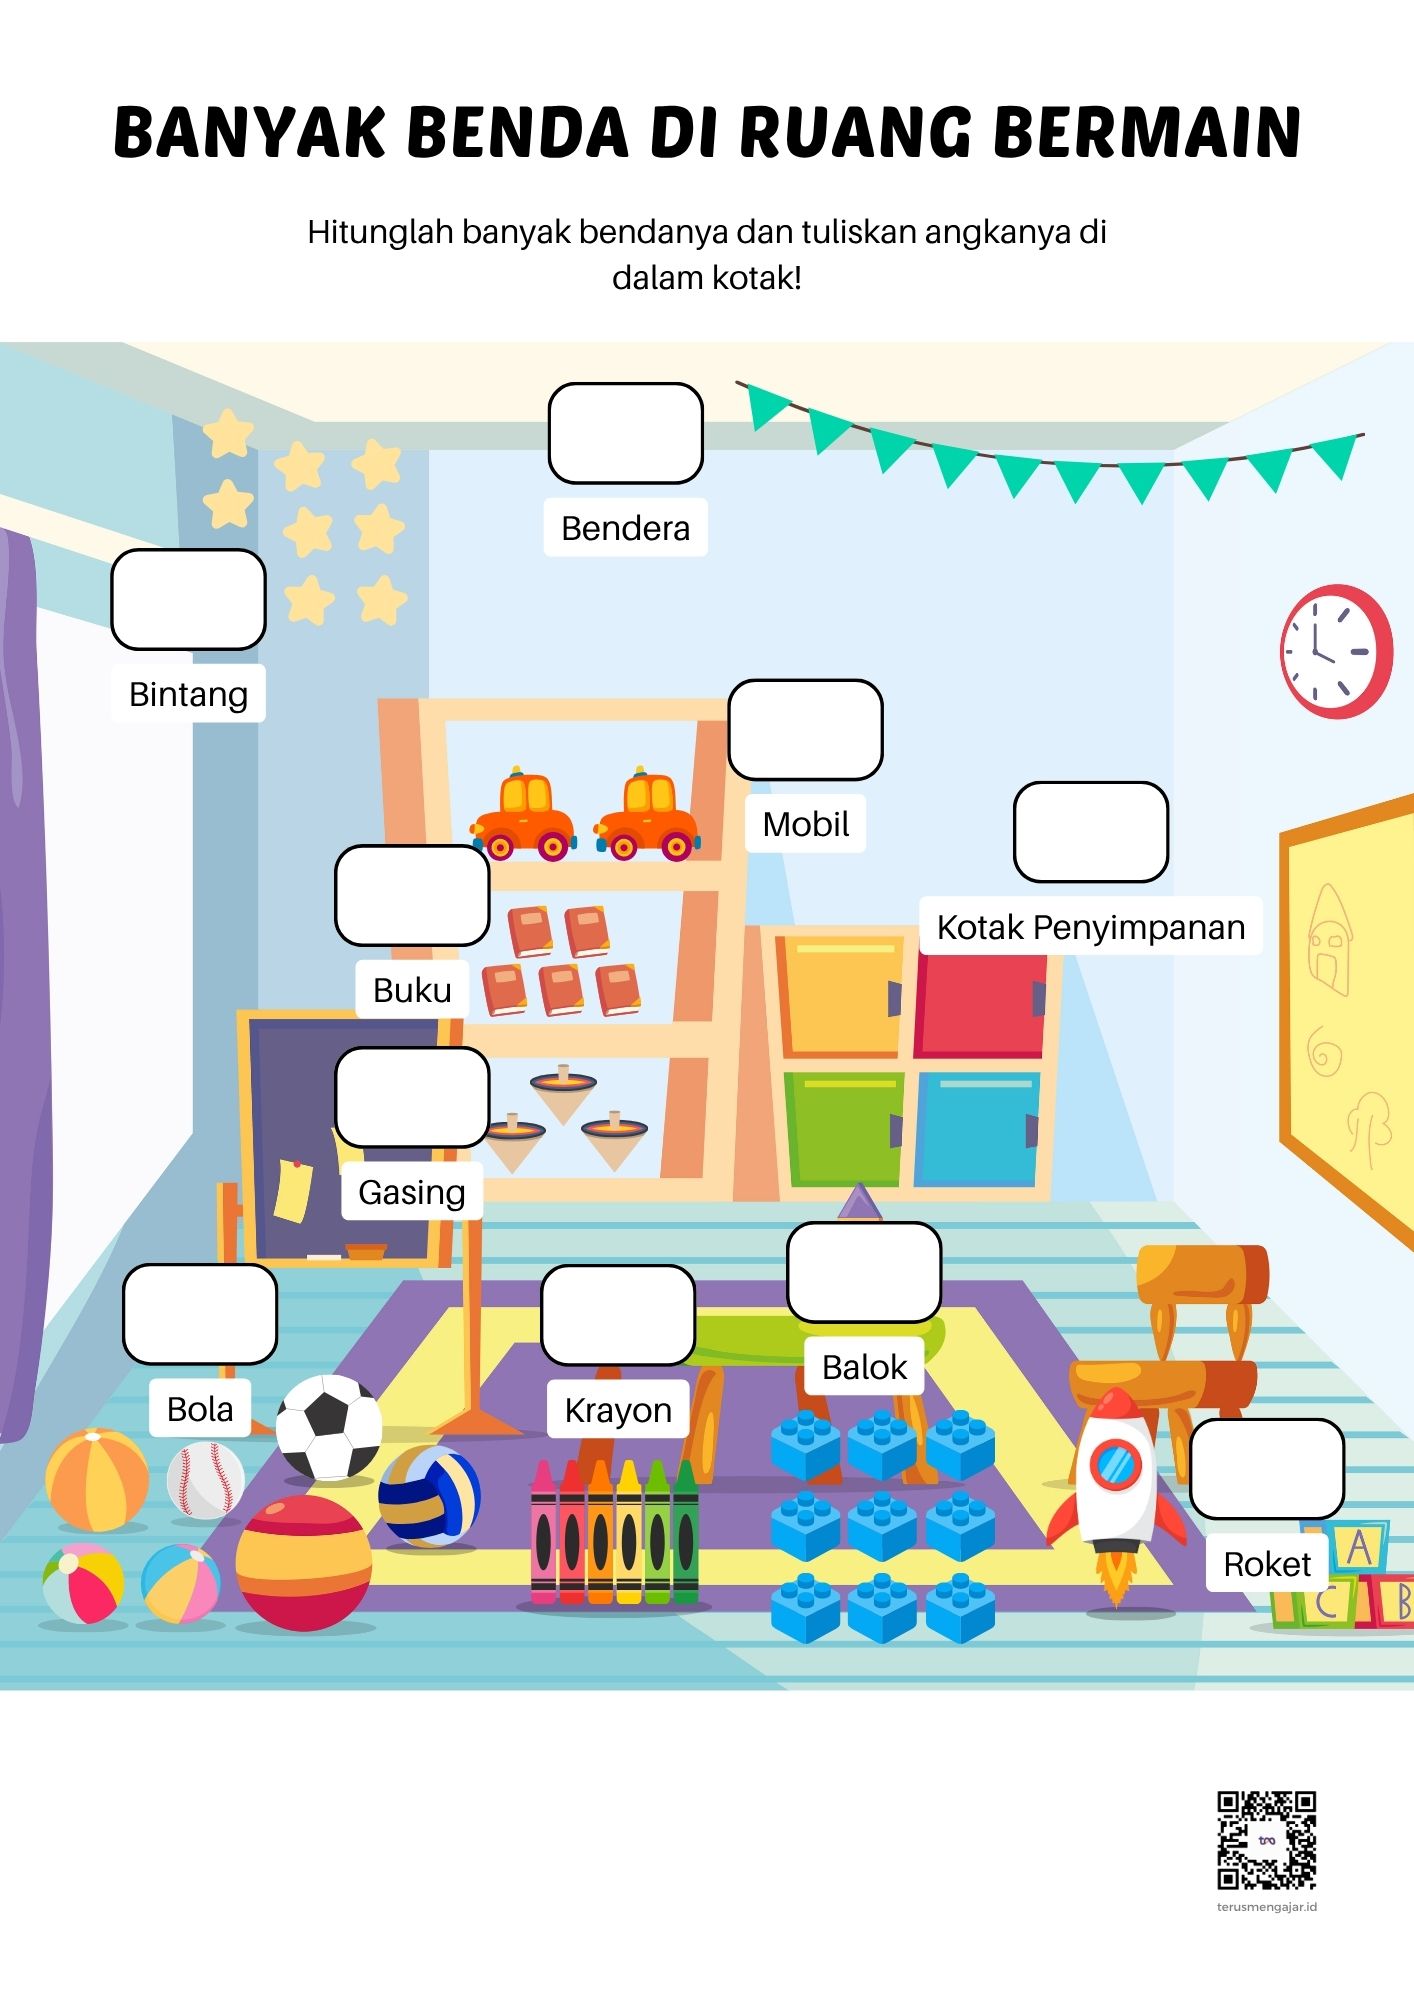 BANYAK BENDA DI RUANG BERMAIN
Hitunglah banyak bendanya dan tuliskan angkanya di
dalam kotak!
Bendera
Bintang
Mobil
Kotak Penyimpanan
Buku
Gasing
Balok
Bola
Krayon
Roket
A
C
B
terusmengajar.id